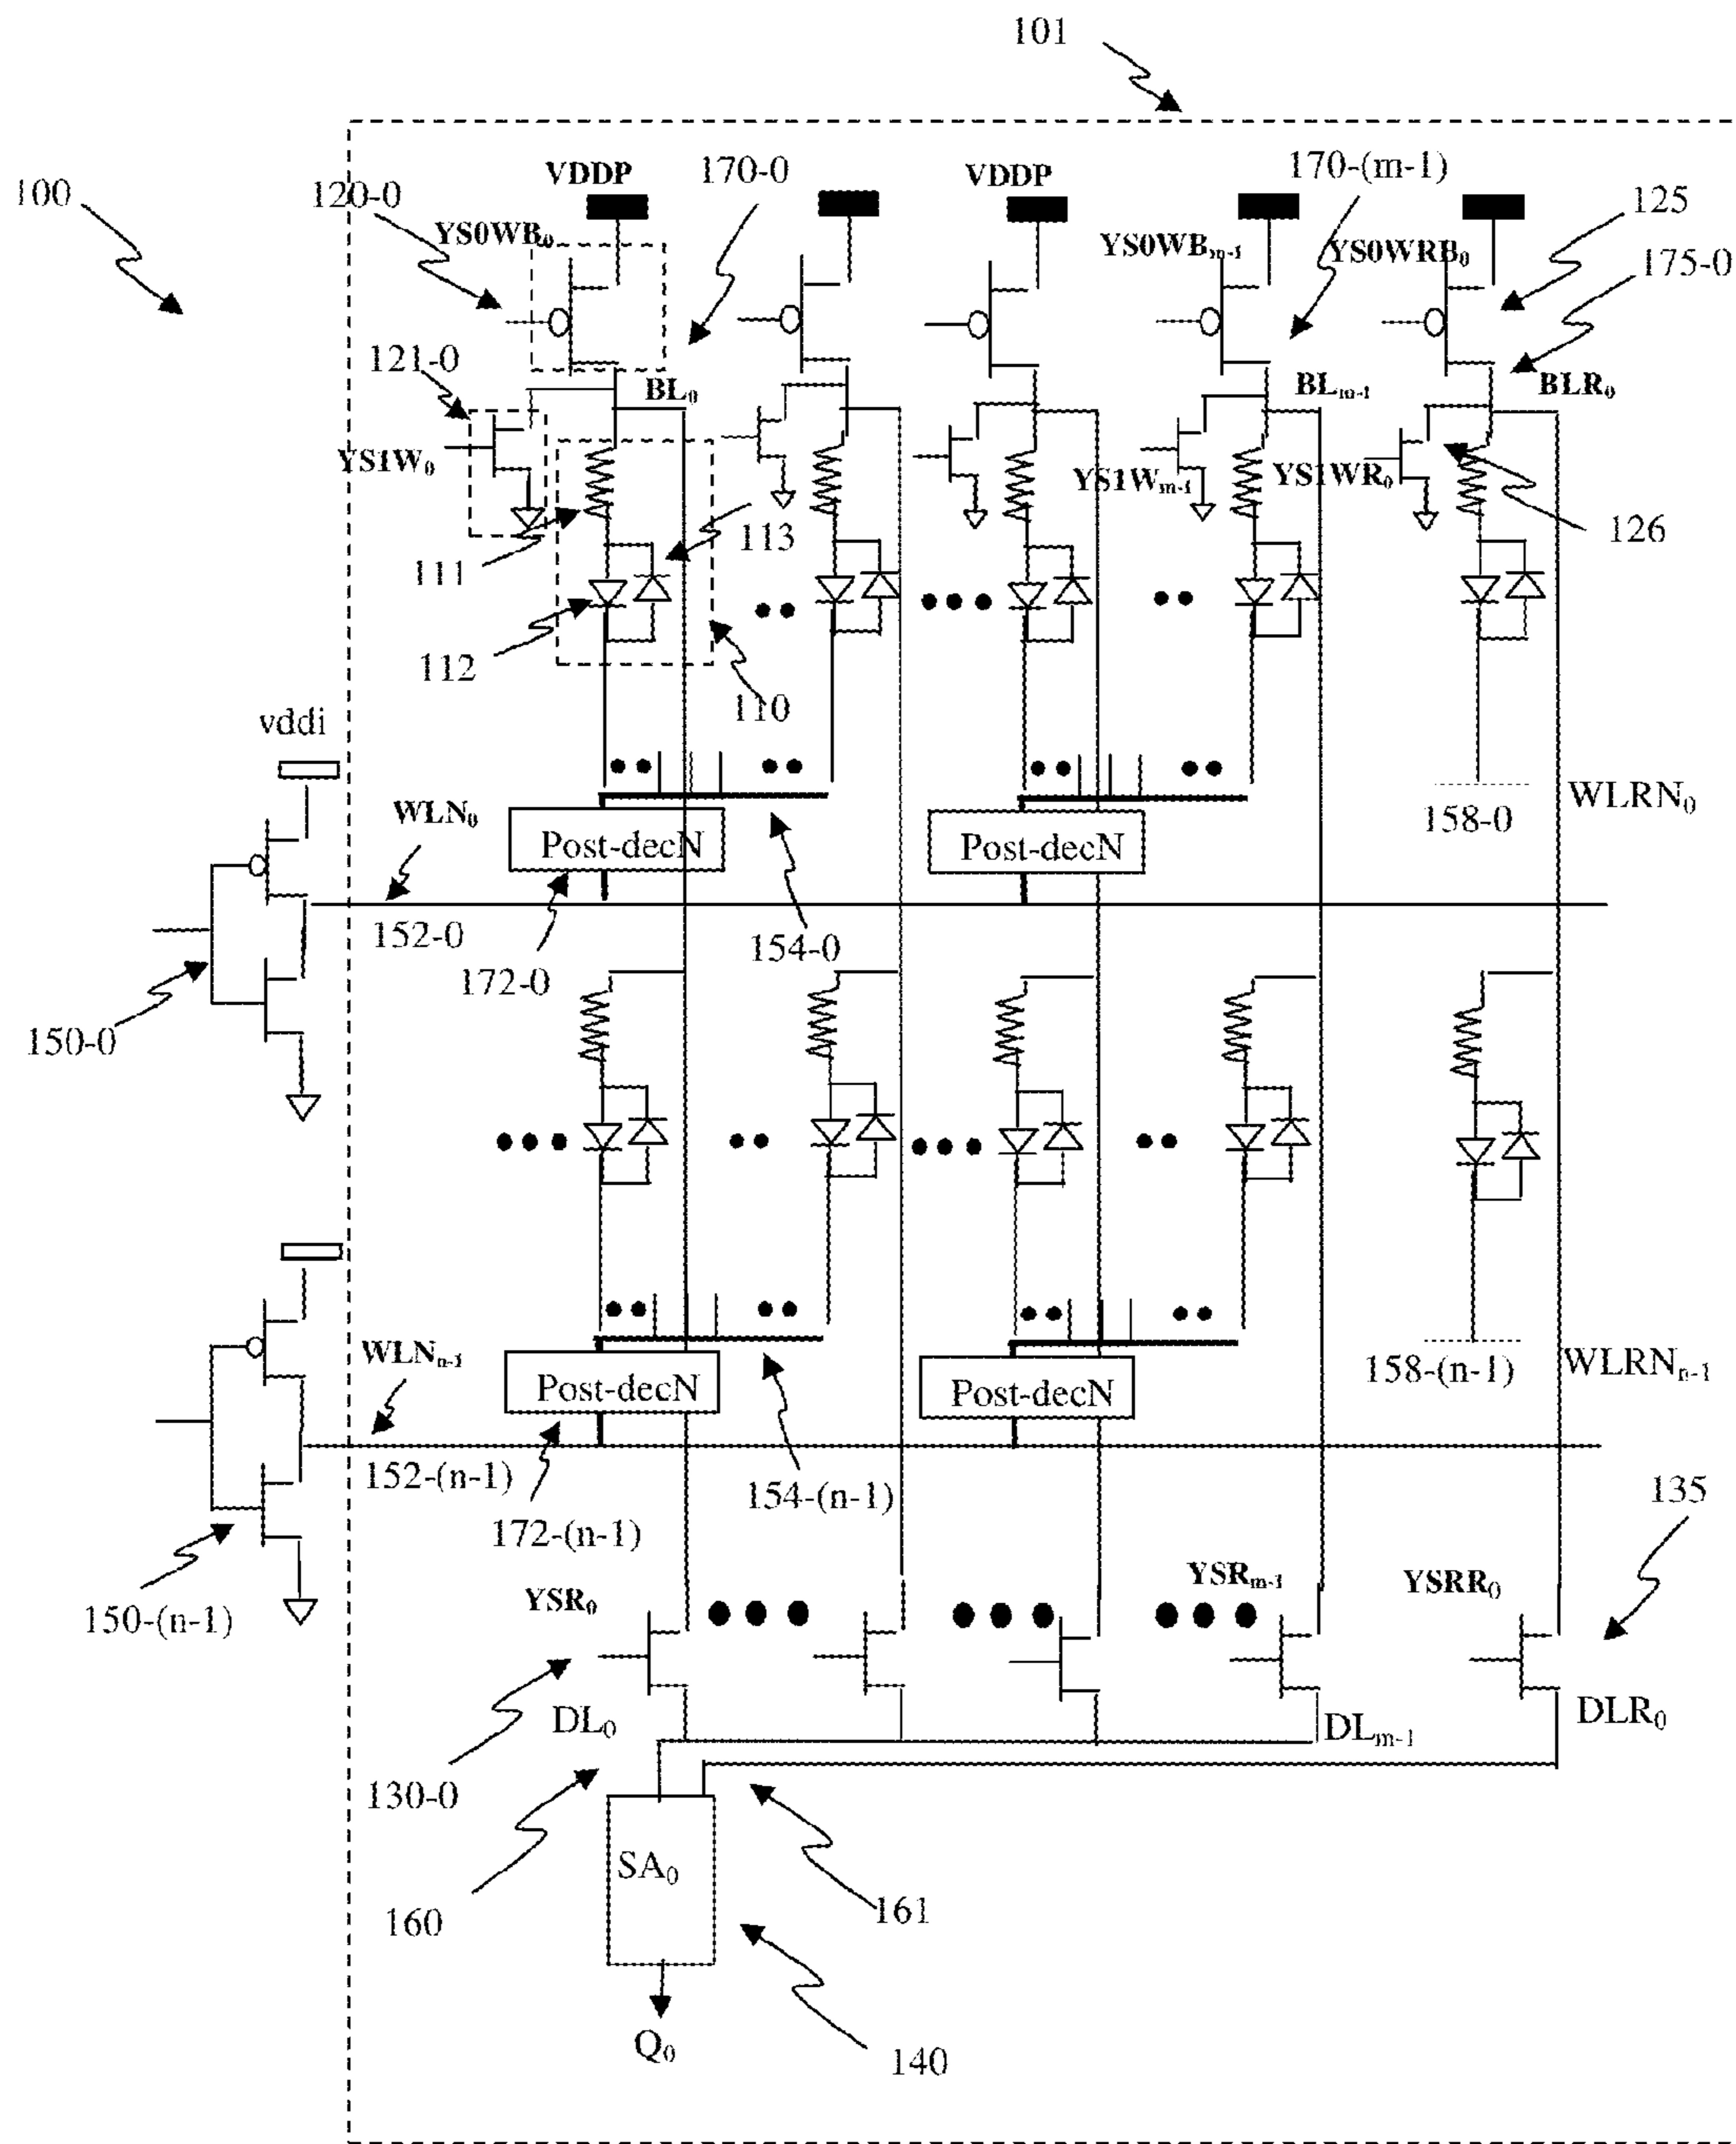 101
100
120-0
VDDP
170-0
VDDP
170-(m-1)
125
YS0WB₀
YS0WBₘ₋₁
YS0WRB₀
175-0
121-0
BL₀
BLₘ₋₁
BLR₀
YS1W₀
YS1Wₘ₋₁
YS1WR₀
111
113
126
112
110
vddi
WLN₀
Post-decN
Post-decN
158-0
WLRN₀
152-0
172-0
154-0
150-0
WLNₙ₋₁
Post-decN
Post-decN
158-(n-1)
WLRNₙ₋₁
152-(n-1)
172-(n-1)
154-(n-1)
135
150-(n-1)
YSR₀
YSRₘ₋₁
YSRR₀
DL₀
DLₘ₋₁
DLR₀
130-0
SA₀
160
161
Q₀
140